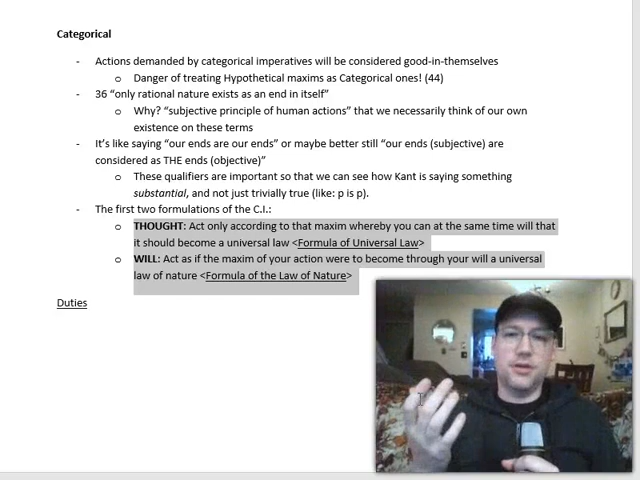 Categorical
- Actions demanded by categorical imperatives will be considered good-in-themselves
o Danger of treating Hypothetical maxims as Categorical ones! (44)
- 36 “only rational nature exists as an end in itself”
o Why? “subjective principle of human actions” that we necessarily think of our own
existence on these terms
- It’s like saying “our ends are our ends” or maybe better still “our ends (subjective) are
considered as THE ends (objective)”
o These qualifiers are important so that we can see how Kant is saying something
substantial, and not just trivially true (like: p is p).
- The first two formulations of the C.I.:
o THOUGHT: Act only according to that maxim whereby you can at the same time will that
it should become a universal law <Formula of Universal Law>
o WILL: Act as if the maxim of your action were to become through your will a universal
law of nature <Formula of the Law of Nature>
Duties